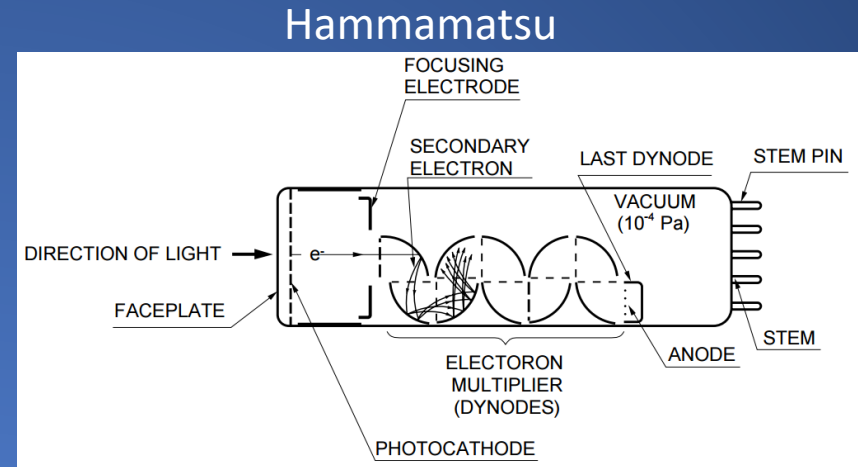 Hammamatsu
FOCUSING
ELECTRODE
SECONDARY
ELECTRON
LAST DYNODE
STEM PIN
VACUUM
(10⁻⁴ Pa)
DIRECTION OF LIGHT
e-
FACEPLATE
STEM
ANODE
ELECTORON
MULTIPLIER
(DYNODES)
PHOTOCATHODE